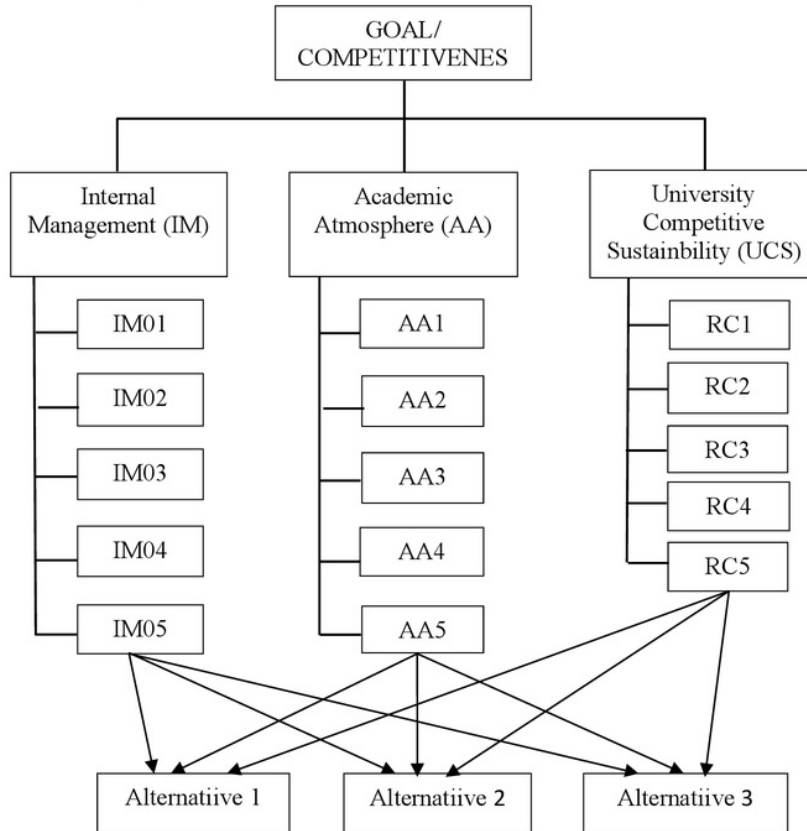 GOAL/
COMPETITIVENES
Internal
Management (IM)
Academic
Atmosphere (AA)
University
Competitive
Sustainbility (UCS)
IM01
IM02
IM03
IM04
IM05
AA1
AA2
AA3
AA4
AA5
RC1
RC2
RC3
RC4
RC5
Alternatiive 1
Alternatiive 2
Alternatiive 3